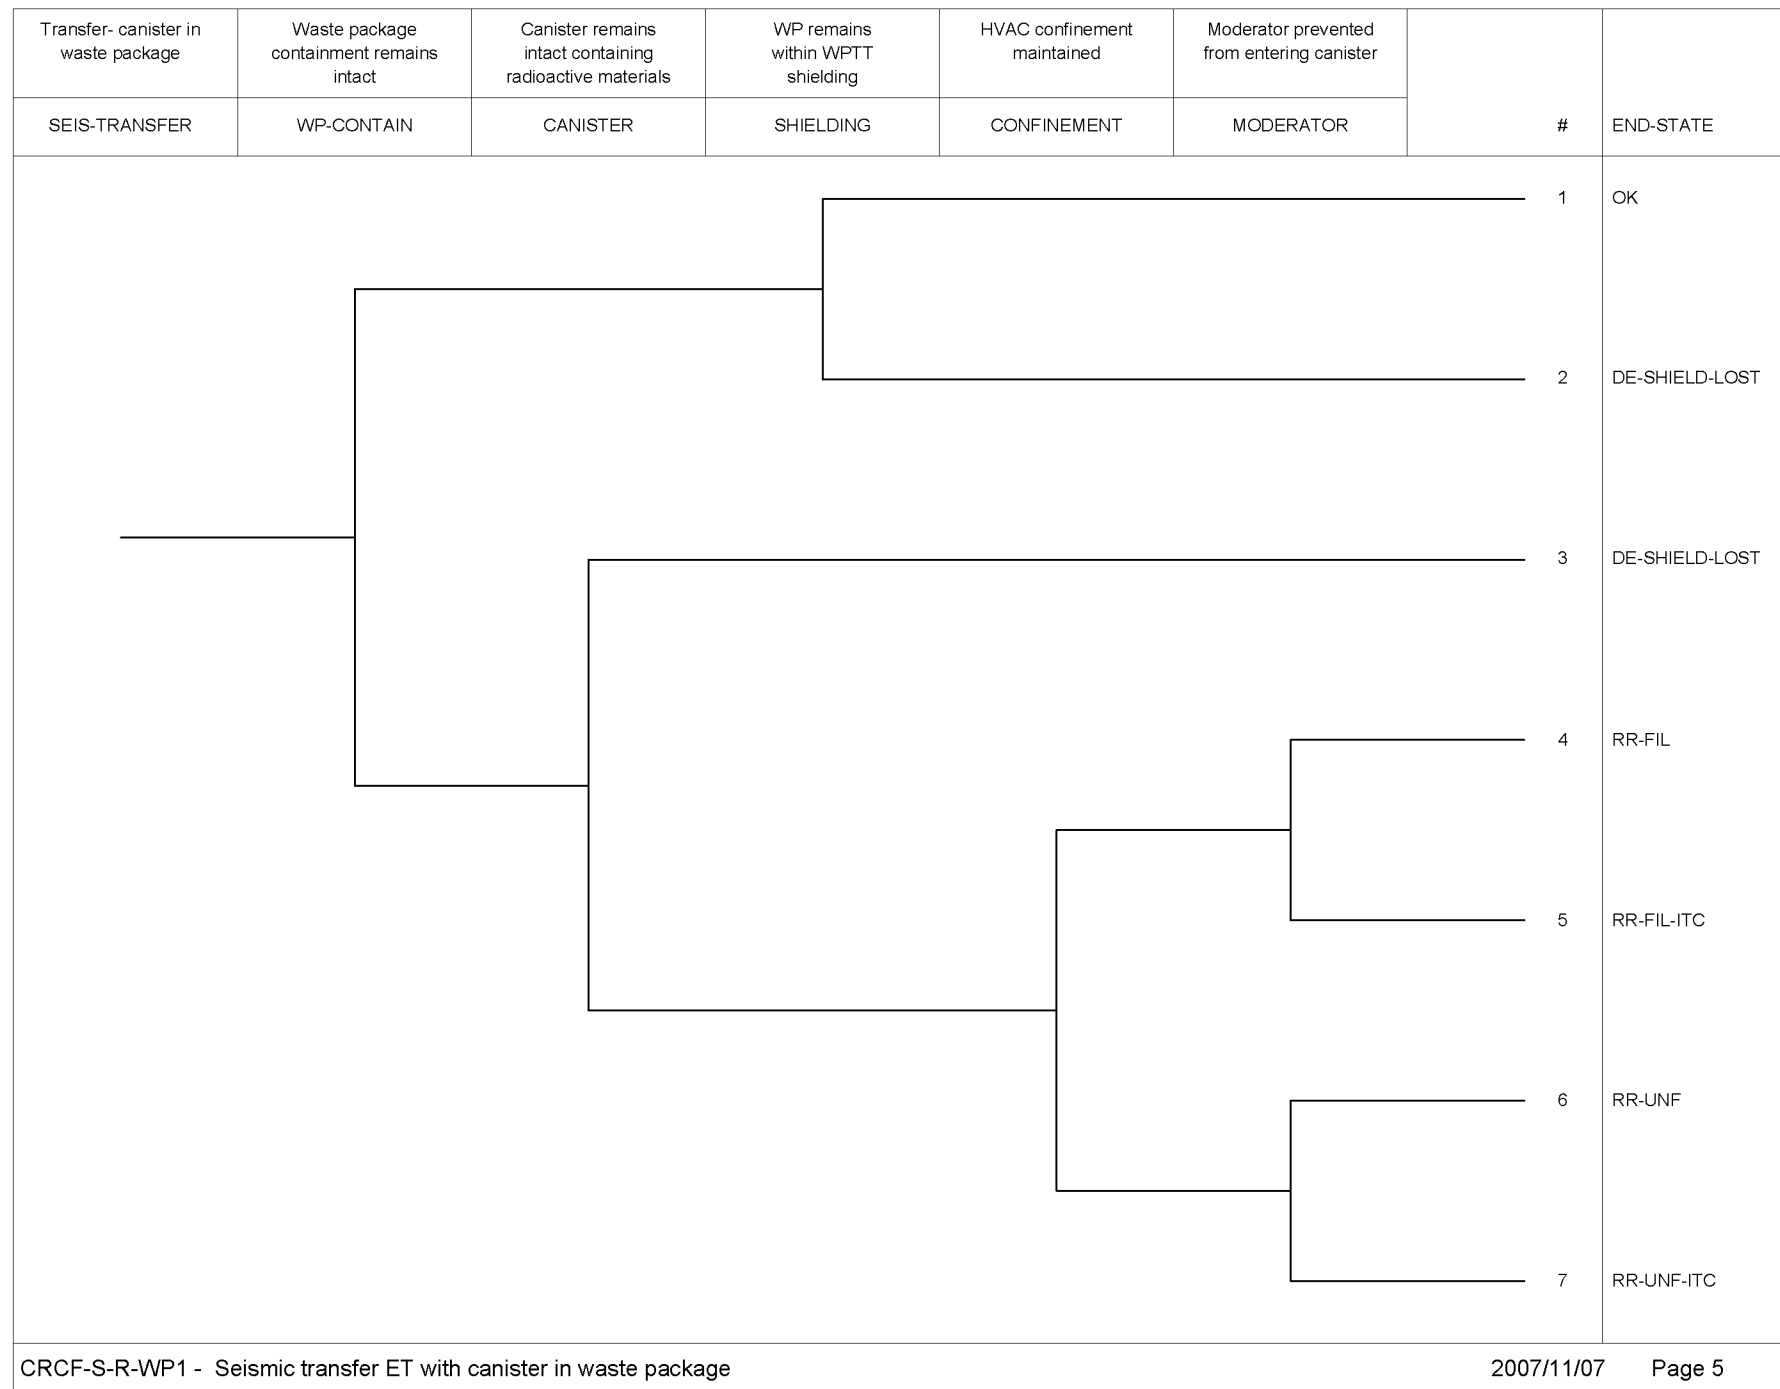 Transfer- canister in
waste package
Waste package
containment remains
intact
Canister remains
intact containing
radioactive materials
WP remains
within WPTT
shielding
HVAC confinement
maintained
Moderator prevented
from entering canister
SEIS-TRANSFER
WP-CONTAIN
CANISTER
SHIELDING
CONFINEMENT
MODERATOR
#
END-STATE
1 OK
2 DE-SHIELD-LOST
3 DE-SHIELD-LOST
4 RR-FIL
5 RR-FIL-ITC
6 RR-UNF
7 RR-UNF-ITC
CRCF-S-R-WP1 - Seismic transfer ET with canister in waste package 2007/11/07 Page 5